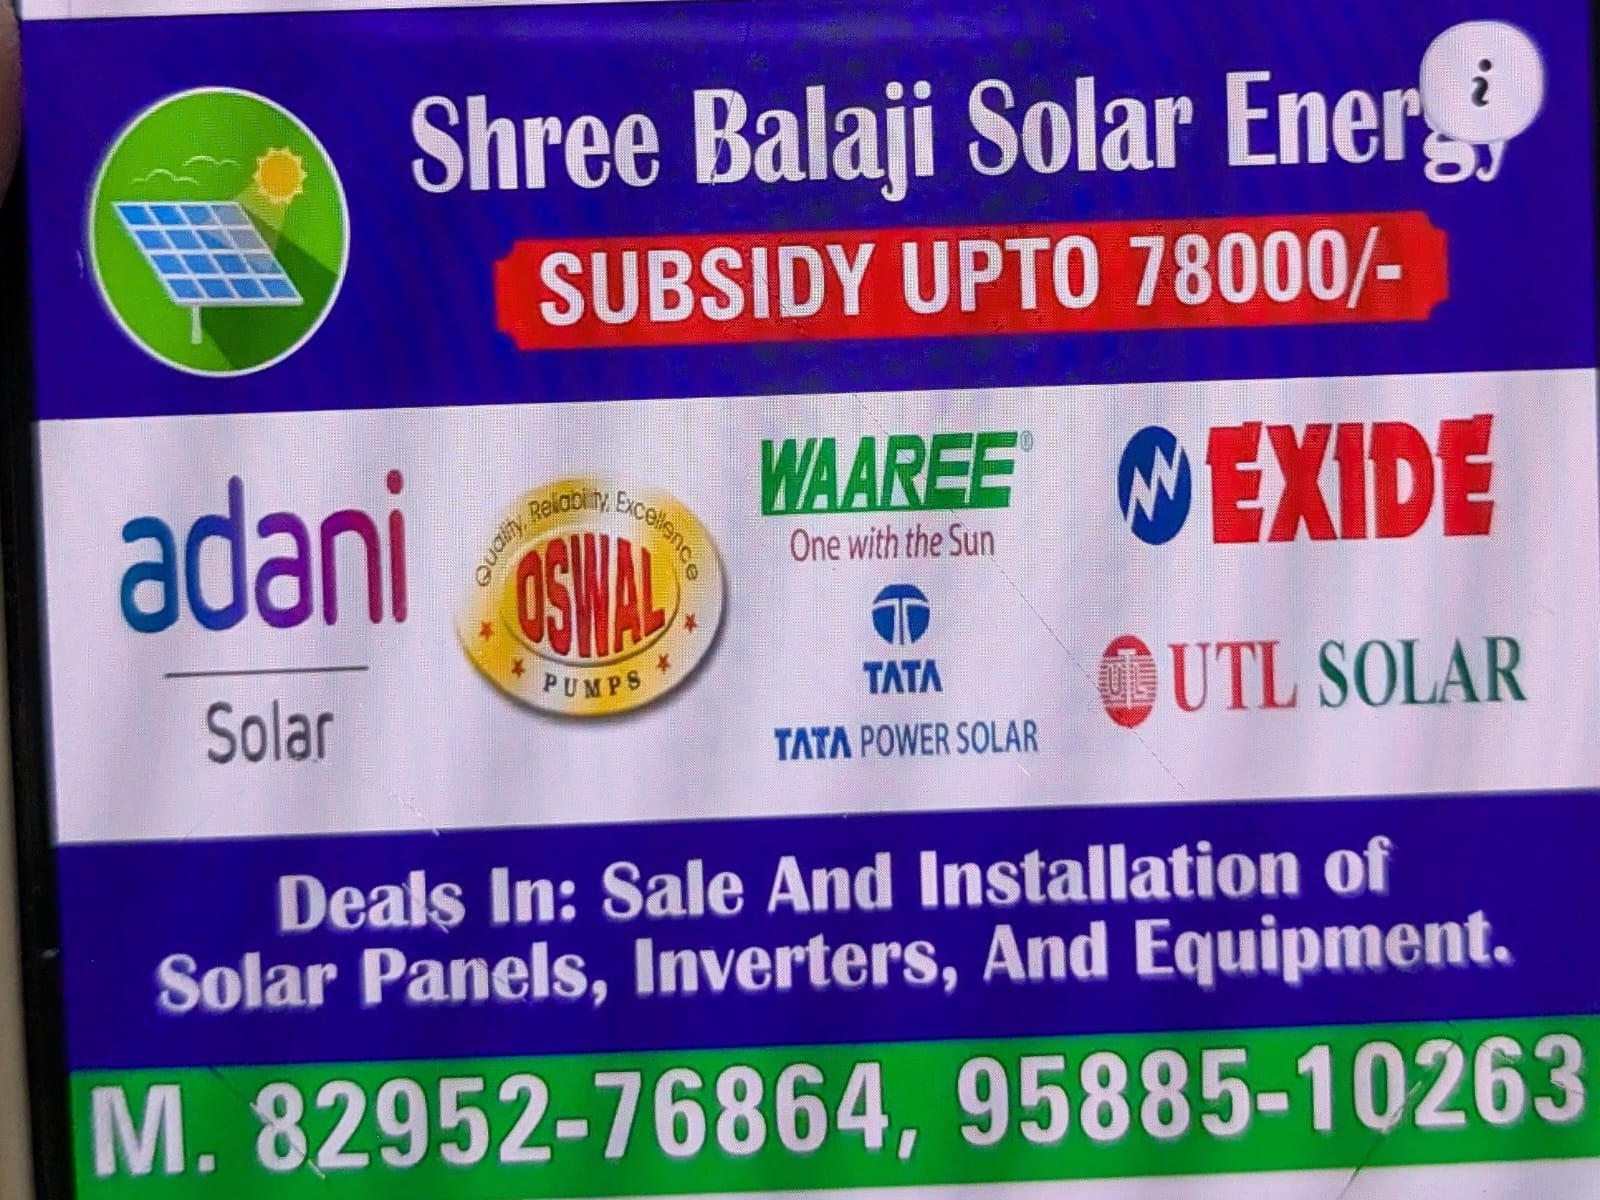 Shree Balaji Solar Energy
i
SUBSIDY UPTO 78000/-
adani
Solar
Quality, Reliability, Excellence
OSWAL
PUMPS
WAAREE®
One with the Sun
TATA
TATA POWER SOLAR
EXIDE
UTL UTL SOLAR
Deals In: Sale And Installation of
Solar Panels, Inverters, And Equipment.
M. 82952-76864, 95885-10263